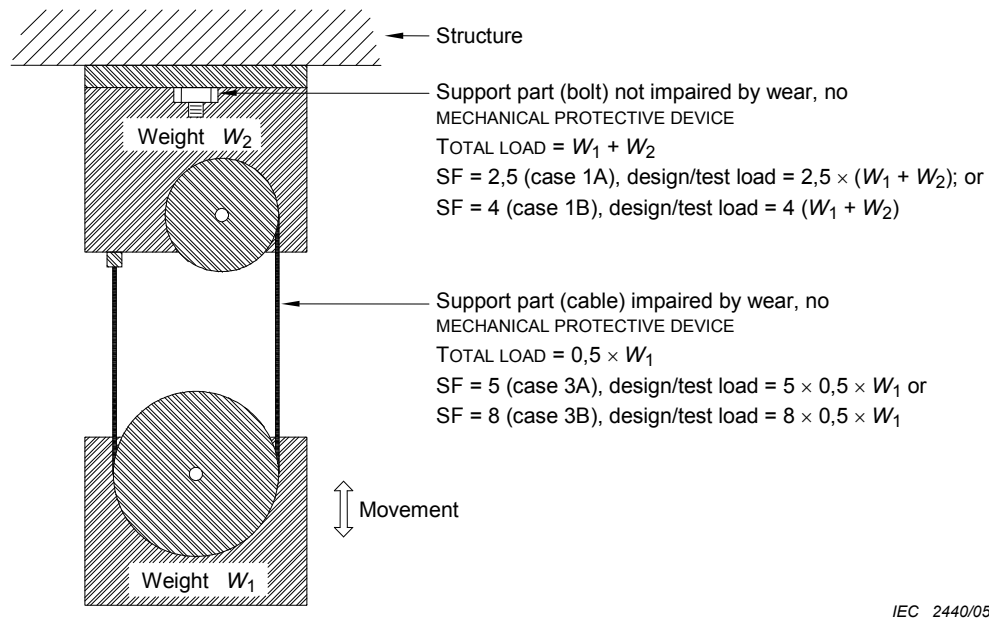 Structure
Support part (bolt) not impaired by wear, no
MECHANICAL PROTECTIVE DEVICE
TOTAL LOAD = W1 + W2
SF = 2,5 (case 1A), design/test load = 2,5 × (W1 + W2); or
SF = 4 (case 1B), design/test load = 4 (W1 + W2)
Weight W2
Support part (cable) impaired by wear, no
MECHANICAL PROTECTIVE DEVICE
TOTAL LOAD = 0,5 × W1
SF = 5 (case 3A), design/test load = 5 × 0,5 × W1 or
SF = 8 (case 3B), design/test load = 8 × 0,5 × W1
Movement
Weight W1
IEC 2440/05